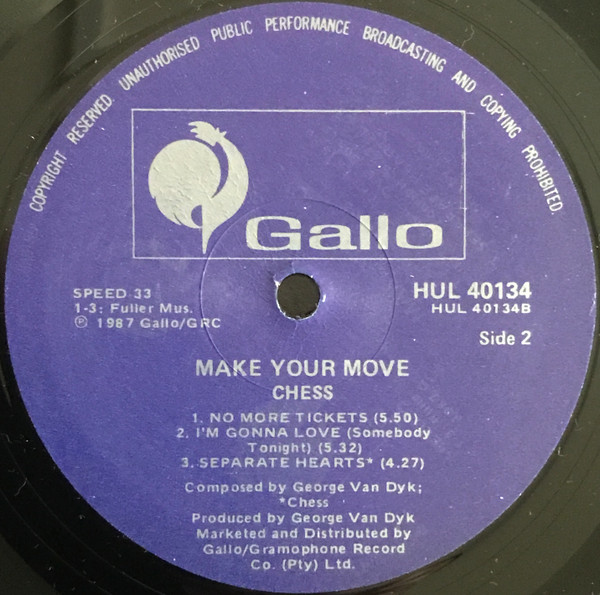 COPYRIGHT RESERVED. UNAUTHORISED PUBLIC PERFORMANCE BROADCASTING AND COPYING PROHIBITED.
Gallo
SPEED 33
1-3: Fuller Mus.
℗ 1987 Gallo/GRC
HUL 40134
HUL 40134B
Side 2
MAKE YOUR MOVE
CHESS
1. NO MORE TICKETS (5.50)
2. I'M GONNA LOVE (Somebody
Tonight) (5.32)
3. SEPARATE HEARTS* (4.27)
Composed by George Van Dyk;
*Chess
Produced by George Van Dyk
Marketed and Distributed by
Gallo/Gramophone Record
Co. (Pty) Ltd.